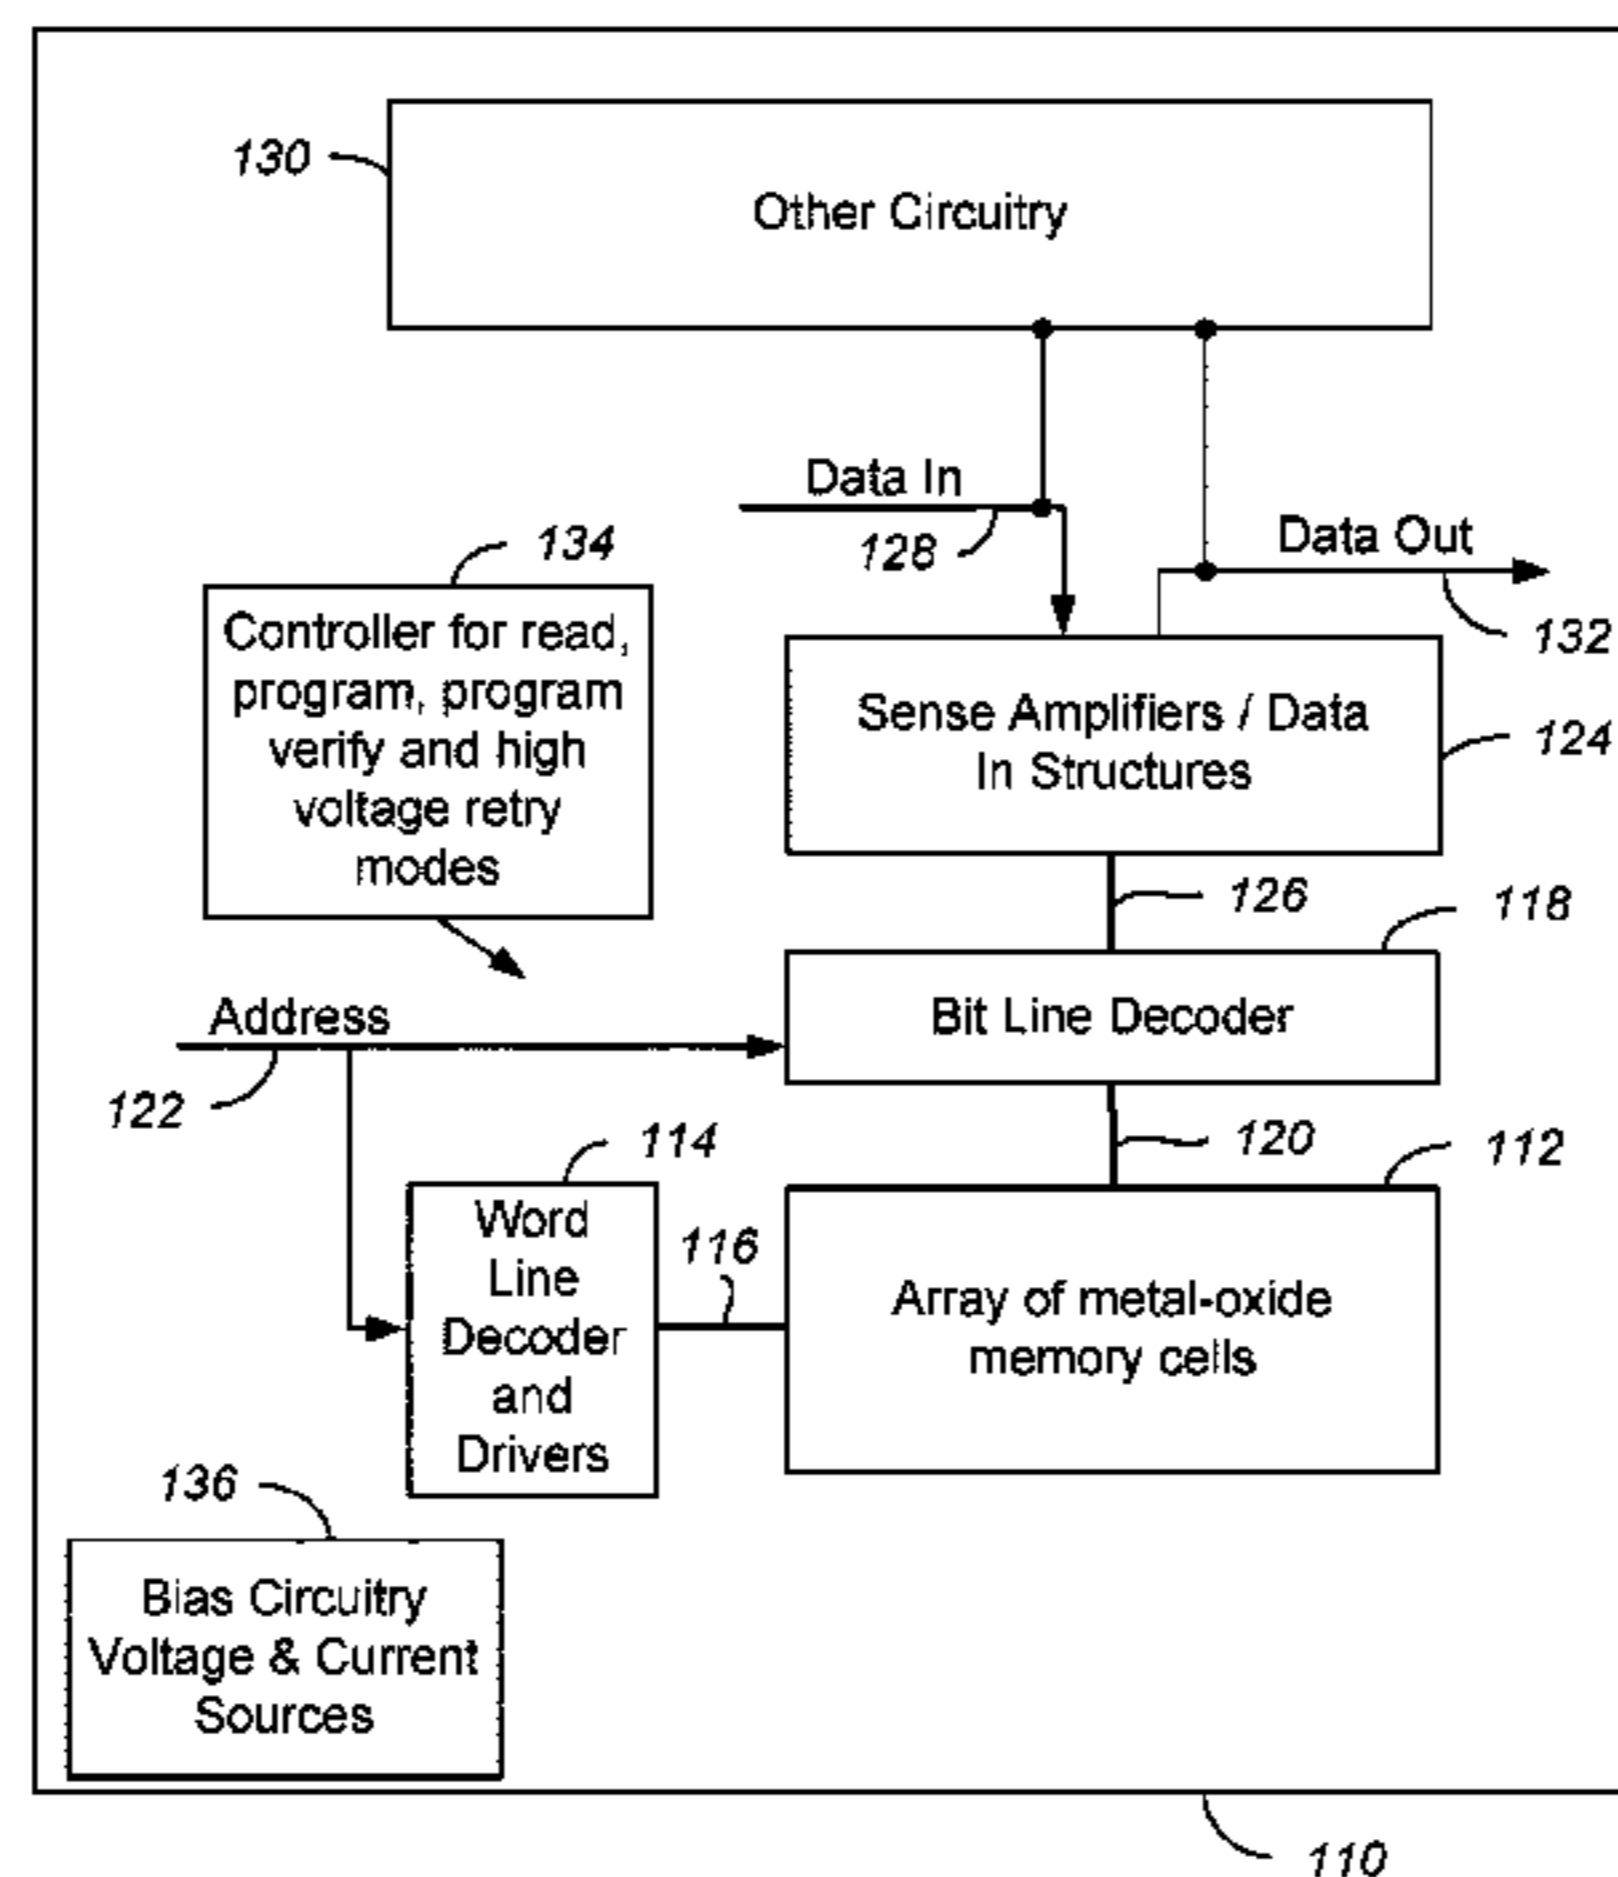 130
Other Circuitry
Data In
128
Data Out
132
134
Controller for read,
program, program
verify and high
voltage retry
modes
Sense Amplifiers / Data
In Structures
124
126
118
Address
122
Bit Line Decoder
120
114
112
Word
Line
Decoder
and
Drivers
116
Array of metal-oxide
memory cells
136
Bias Circuitry
Voltage & Current
Sources
110